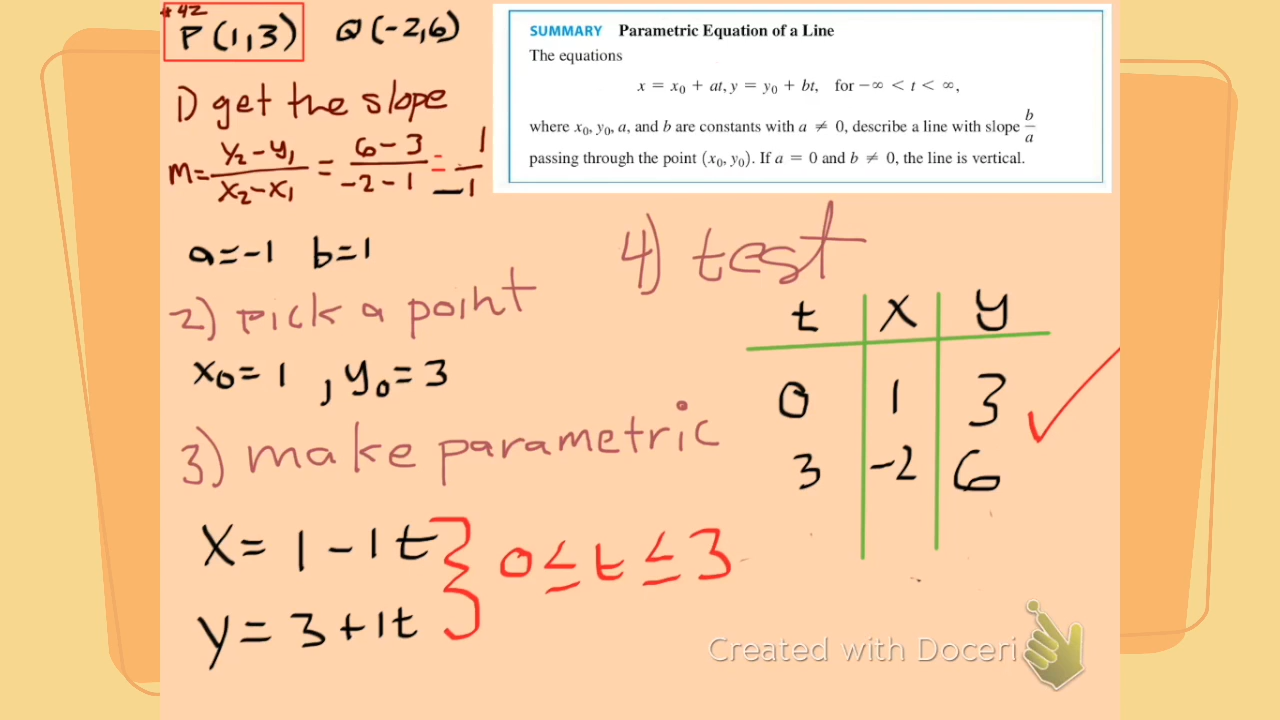 #42
P(1,3) Q(-2,6)
1) get the slope
m = (y₂-y₁)/(x₂-x₁) = (6-3)/(-2-1) = 1/-1
a=-1 b=1
2) pick a point
x₀=1, y₀=3
3) make parametric
x= 1 - 1t
y= 3+1t
} 0≤t≤3
SUMMARY Parametric Equation of a Line
The equations
x = x₀ + at, y = y₀ + bt, for −∞ < t < ∞,
where x₀, y₀, a, and b are constants with a ≠ 0, describe a line with slope b/a
passing through the point (x₀, y₀). If a = 0 and b ≠ 0, the line is vertical.
4) test
t x y
0 1 3 ✓
3 -2 6
Created with Doceri